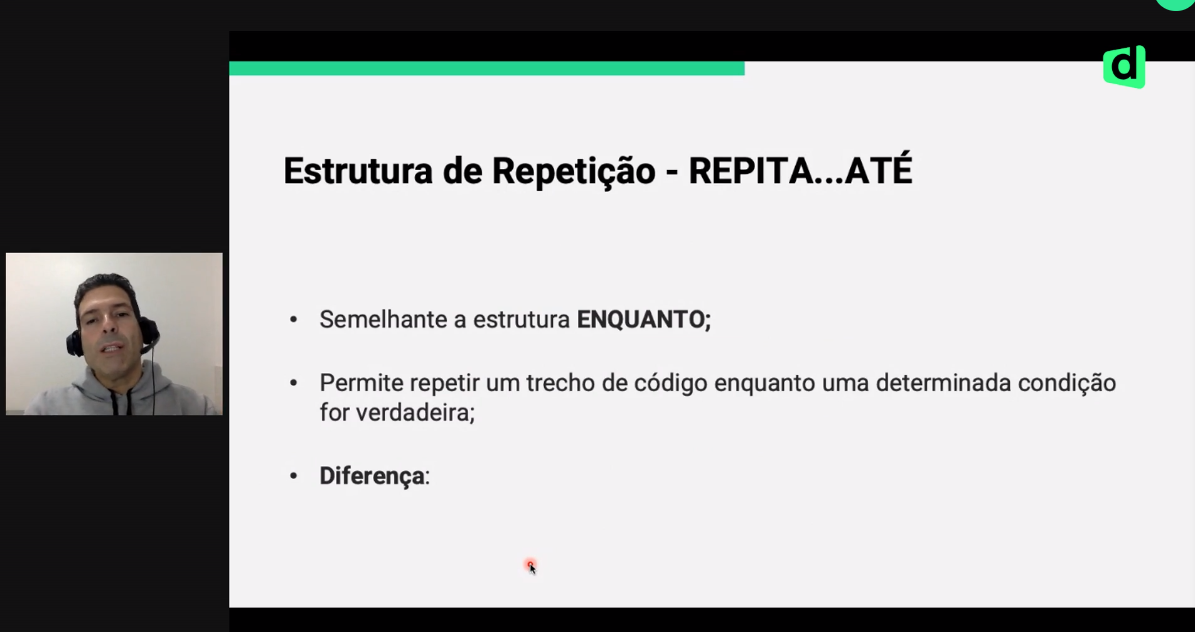 d
Estrutura de Repetição - REPITA...ATÉ
• Semelhante a estrutura ENQUANTO;
• Permite repetir um trecho de código enquanto uma determinada condição
for verdadeira;
• Diferença: